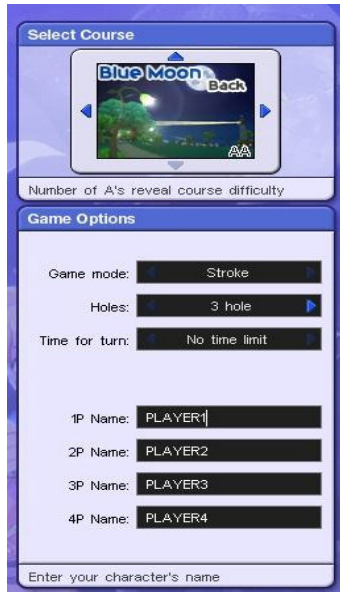 Select Course
Blue Moon
Back
AA
Number of A's reveal course difficulty
Game Options
Game mode: Stroke
Holes: 3 hole
Time for turn: No time limit
1P Name: PLAYER1
2P Name: PLAYER2
3P Name: PLAYER3
4P Name: PLAYER4
Enter your character's name